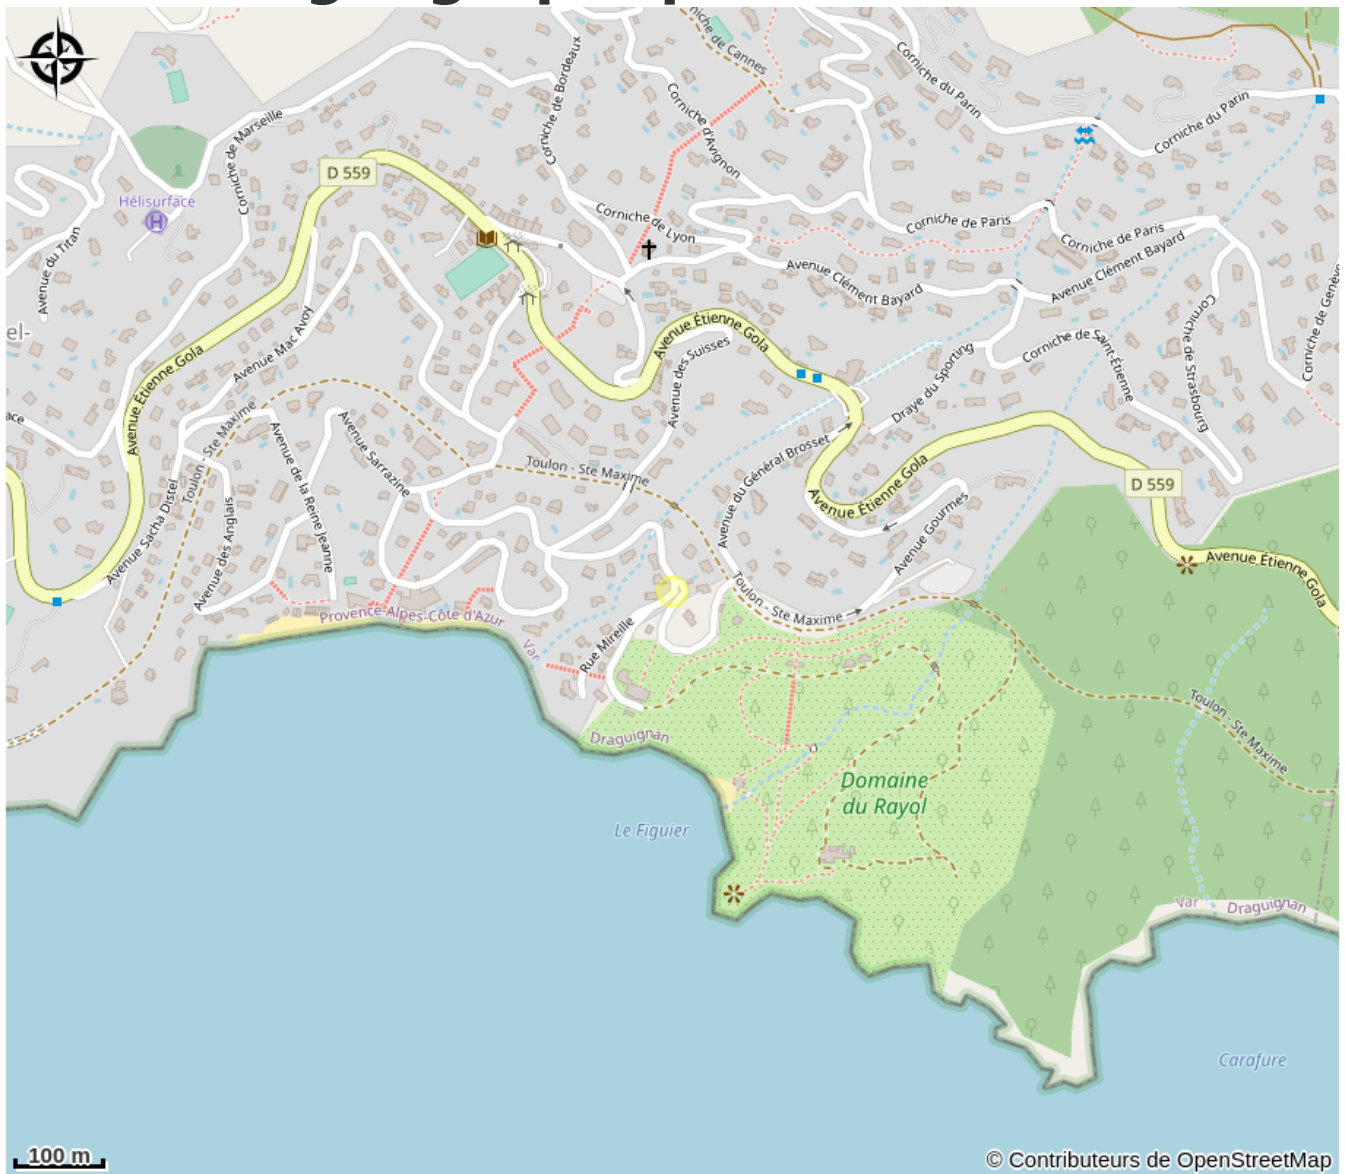 Corniche de Cannes
Corniche du Parin
Corniche de Bordeaux
Corniche d'Avignon
Corniche du Parin
Corniche de Marseille
D 559
Hélisurface
H
Avenue du Titan
Corniche de Lyon
Corniche de Paris
Corniche de Paris
Avenue Clément Bayard
Avenue Clément Bayard
Corniche de Genève
el-
Avenue Étienne Gola
Avenue Mac Avoy
Avenue Étienne Gola
Avenue des Suisses
Draye du Sporting
Corniche de Saint-Étienne
Corniche de Strasbourg
ace
Toulon - Ste Maxime
Avenue de la Reine Jeanne
Avenue Sarrazine
Toulon - Ste Maxime
Avenue du Général Brosset
Avenue Étienne Gola
D 559
Avenue Sacha Distel
Avenue des Anglais
Avenue Gourmes
Avenue Étienne Gola
Toulon - Ste Maxime
Provence-Alpes-Côte d'Azur
Var
Rue Mireille
Draguignan
Toulon - Ste Maxime
Domaine
du Rayol
Le Figuier
Var
Draguignan
Carafure
100 m
© Contributeurs de OpenStreetMap